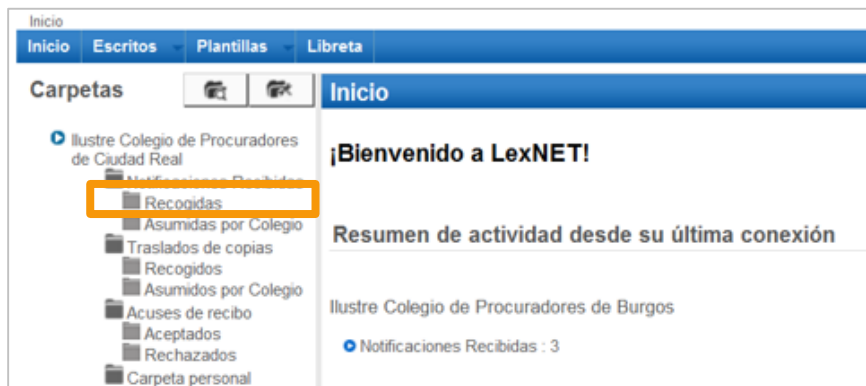 Inicio
Inicio Escritos Plantillas Libreta
Carpetas
Ilustre Colegio de Procuradores
de Ciudad Real
Notificaciones Recibidas
Recogidas
Asumidas por Colegio
Traslados de copias
Recogidos
Asumidos por Colegio
Acuses de recibo
Aceptados
Rechazados
Carpeta personal
Inicio
¡Bienvenido a LexNET!
Resumen de actividad desde su última conexión
Ilustre Colegio de Procuradores de Burgos
Notificaciones Recibidas : 3